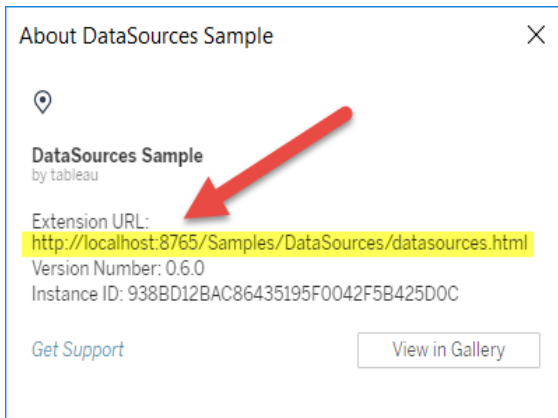 About DataSources Sample
DataSources Sample
by tableau
Extension URL:
http://localhost:8765/Samples/DataSources/datasources.html
Version Number: 0.6.0
Instance ID: 938BD12BAC86435195F0042F5B425D0C
Get Support
View in Gallery